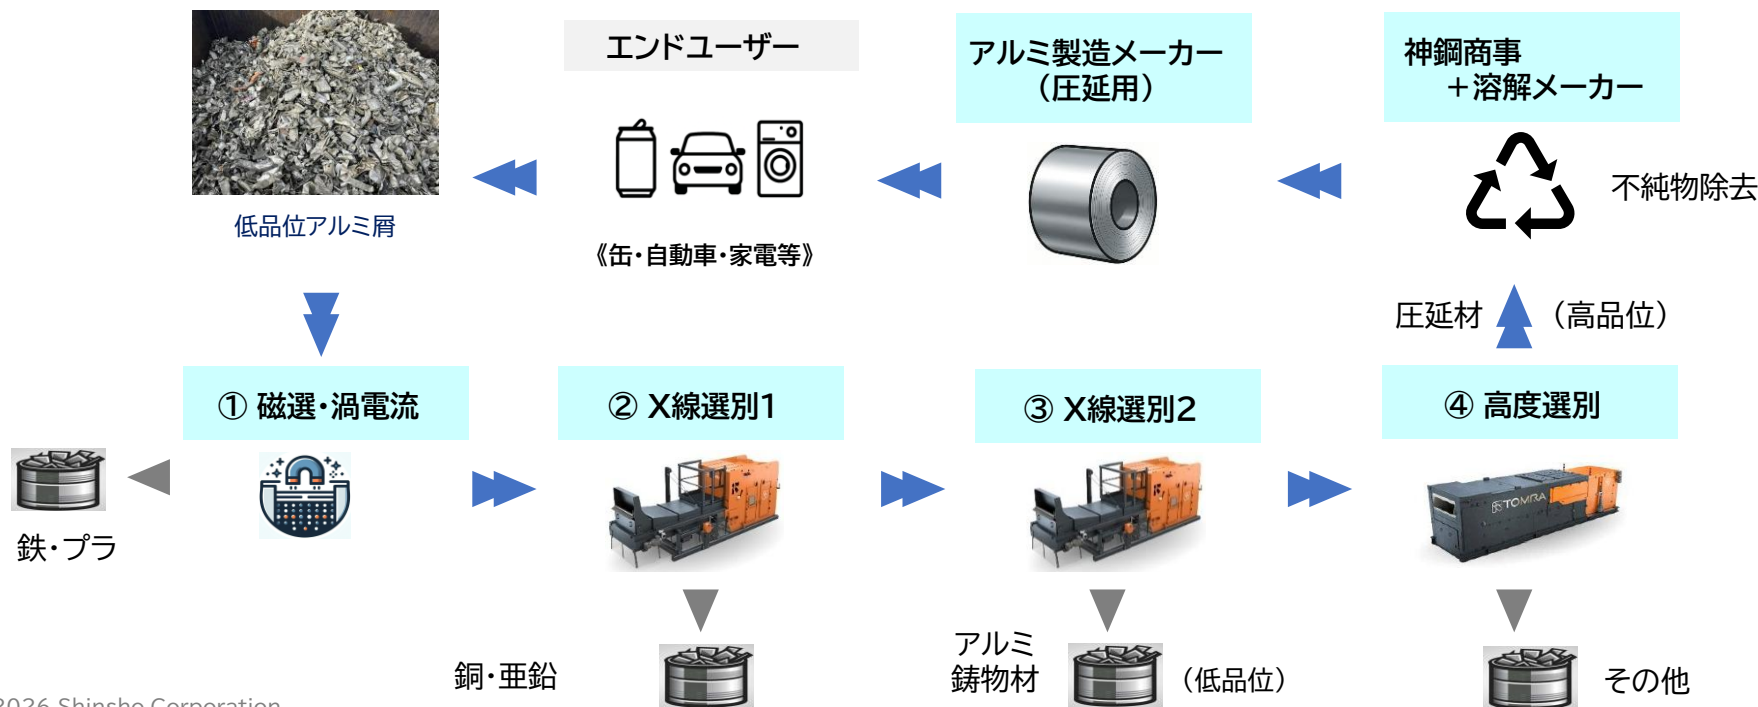 エンドユーザー
アルミ製造メーカー
（圧延用）
神鋼商事
＋溶解メーカー
不純物除去
低品位アルミ屑
《缶・自動車・家電等》
圧延材
（高品位）
① 磁選・渦電流
② X線選別1
③ X線選別2
④ 高度選別
TOMRA
鉄・プラ
銅・亜鉛
アルミ
鋳物材
（低品位）
その他
2026 Shinsho Corporation